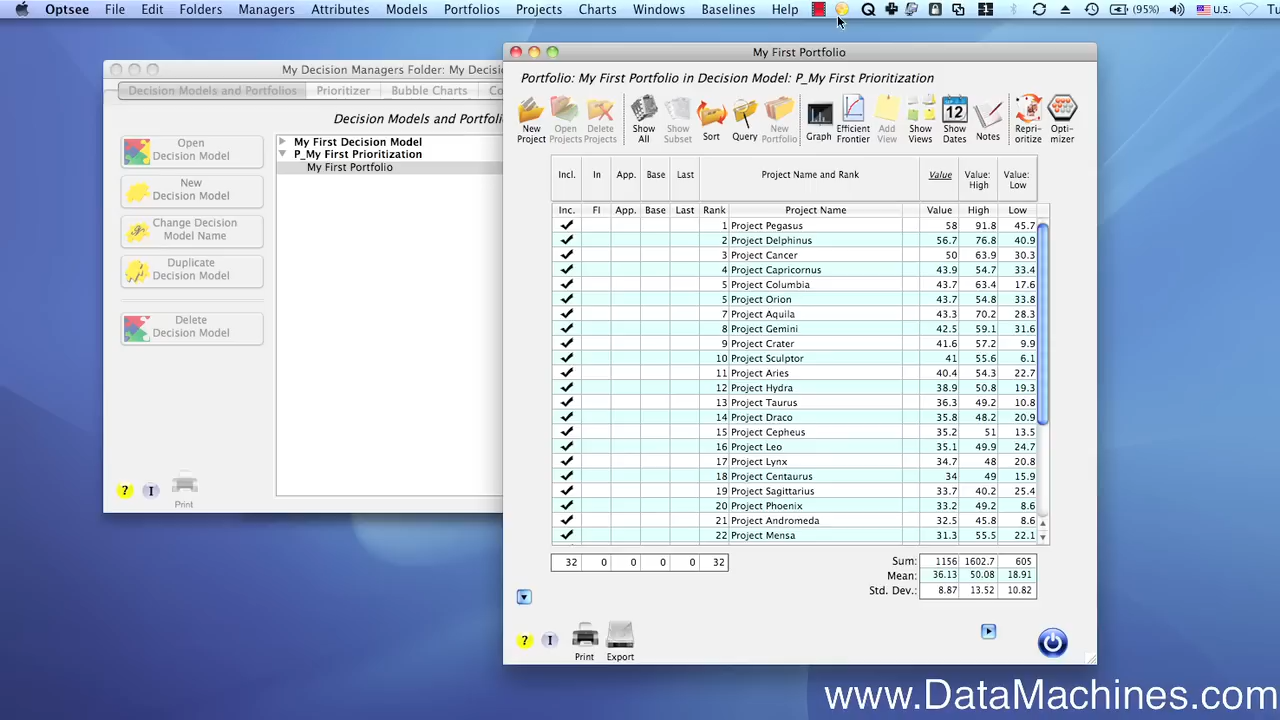 Optsee File Edit Folders Managers Attributes Models Portfolios Projects Charts Windows Baselines Help (95%) U.S. Tu
My Decision Managers Folder: My Decisi
Decision Models and Portfolios Prioritizer Bubble Charts Co
Decision Models and Portfoli
Open
Decision Model
New
Decision Model
Change Decision
Model Name
Duplicate
Decision Model
Delete
Decision Model
My First Decision Model
P_My First Prioritization
My First Portfolio
? I Print
My First Portfolio
Portfolio: My First Portfolio in Decision Model: P_My First Prioritization
New Project Open Projects Delete Projects Show All Show Subset Sort Query New Portfolio Graph Efficient Frontier Add View Show Views 12 Show Dates Notes Repri- oritize Opti- mizer
Incl. In App. Base Last Project Name and Rank Value Value: High Value: Low
Inc. FI App. Base Last Rank Project Name Value High Low
1 Project Pegasus 58 91.8 45.7
2 Project Delphinus 56.7 76.8 40.9
3 Project Cancer 50 63.9 30.3
4 Project Capricornus 43.9 54.7 33.4
5 Project Columbia 43.7 63.4 17.6
5 Project Orion 43.7 54.8 33.8
7 Project Aquila 43.3 70.2 28.3
8 Project Gemini 42.5 59.1 31.6
9 Project Crater 41.6 57.2 9.9
10 Project Sculptor 41 55.6 6.1
11 Project Aries 40.4 54.3 22.7
12 Project Hydra 38.9 50.8 19.3
13 Project Taurus 36.3 49.2 10.8
14 Project Draco 35.8 48.2 20.9
15 Project Cepheus 35.2 51 13.5
16 Project Leo 35.1 49.9 24.7
17 Project Lynx 34.7 48 20.8
18 Project Centaurus 34 49 15.9
19 Project Sagittarius 33.7 40.2 25.4
20 Project Phoenix 33.2 49.2 8.6
21 Project Andromeda 32.5 45.8 8.6
22 Project Mensa 31.3 55.5 22.1
32 0 0 0 0 32 Sum: 1156 1602.7 605
Mean: 36.13 50.08 18.91
Std. Dev.: 8.87 13.52 10.82
? I Print Export
www.DataMachines.com